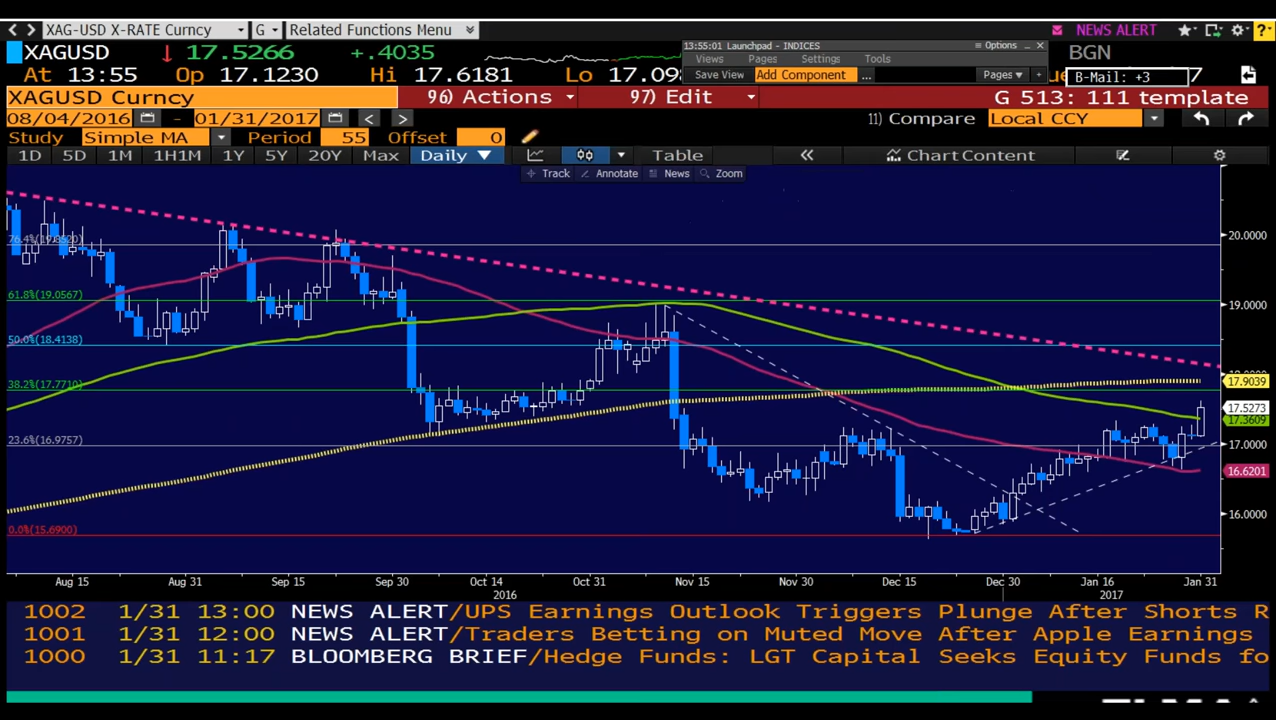 XAG-USD X-RATE Curncy G Related Functions Menu NEWS ALERT
XAGUSD 17.5266 +.4035 BGN
13:55:01 Launchpad - INDICES Options
Views Pages Settings Tools
Save View Add Component ... Pages +
At 13:55 Op 17.1230 Hi 17.6181 Lo
B-Mail: +3
XAGUSD Curncy 96) Actions 97) Edit G 513: 111 template
08/04/2016 - 01/31/2017 < > 11) Compare Local CCY
Study Simple MA Period 55 Offset 0
1D 5D 1M 1H1M 1Y 5Y 20Y Max Daily Table Chart Content
Track Annotate News Zoom
20.0000
61.8%(19.0567)
19.0000
50.0%(18.4138)
38.2%(17.7710)
17.9039
17.5273
17.3609
23.6%(16.9757)
17.0000
16.6201
16.0000
0.0%(15.6900)
Aug 15 Aug 31 Sep 15 Sep 30 Oct 14 Oct 31 Nov 15 Nov 30 Dec 15 Dec 30 Jan 16 Jan 31
2016 2017
1002 1/31 13:00 NEWS ALERT/UPS Earnings Outlook Triggers Plunge After Shorts
1001 1/31 12:00 NEWS ALERT/Traders Betting on Muted Move After Apple Earnings
1000 1/31 11:17 BLOOMBERG BRIEF/Hedge Funds: LGT Capital Seeks Equity Funds